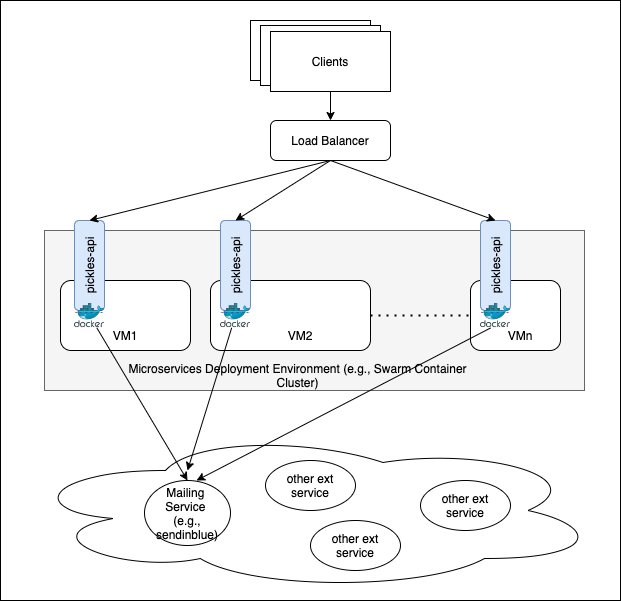 Clients
Load Balancer
pickles-api
pickles-api
pickles-api
docker
docker
docker
VM1
VM2
VMn
Microservices Deployment Environment (e.g., Swarm Container
Cluster)
Mailing
Service
(e.g.,
sendinblue)
other ext
service
other ext
service
other ext
service